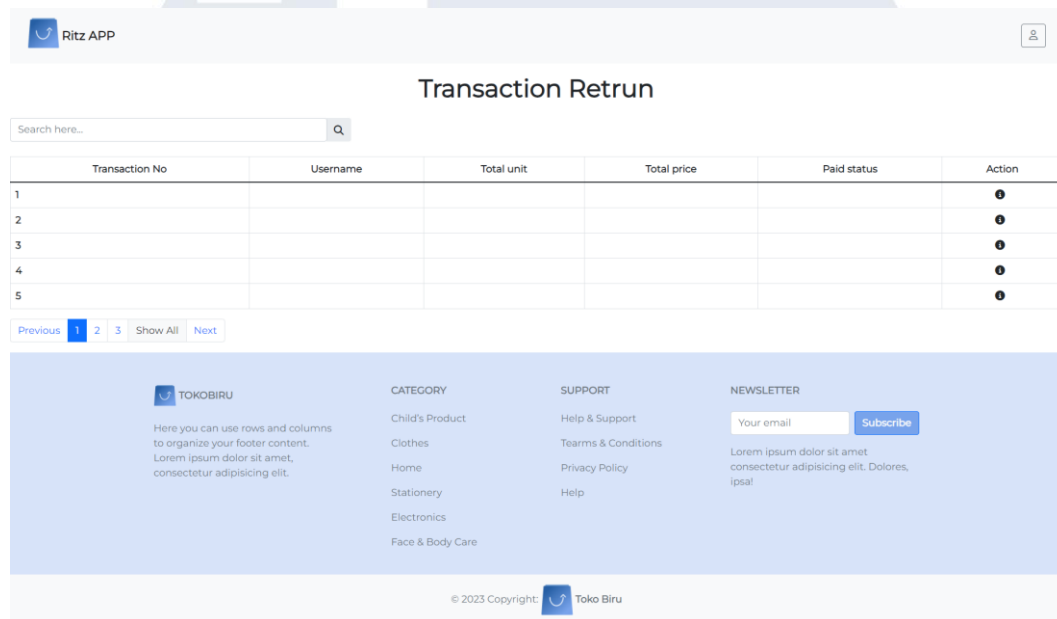 Ritz APP
Transaction Retrun
Search here...
Transaction No Username Total unit Total price Paid status Action
1
2
3
4
5
Previous 1 2 3 Show All Next
TOKOBIRU
Here you can use rows and columns
to organize your footer content.
Lorem ipsum dolor sit amet,
consectetur adipisicing elit.
CATEGORY
Child's Product
Clothes
Home
Stationery
Electronics
Face & Body Care
SUPPORT
Help & Support
Tearms & Conditions
Privacy Policy
Help
NEWSLETTER
Your email Subscribe
Lorem ipsum dolor sit amet
consectetur adipisicing elit. Dolores,
ipsa!
© 2023 Copyright: Toko Biru